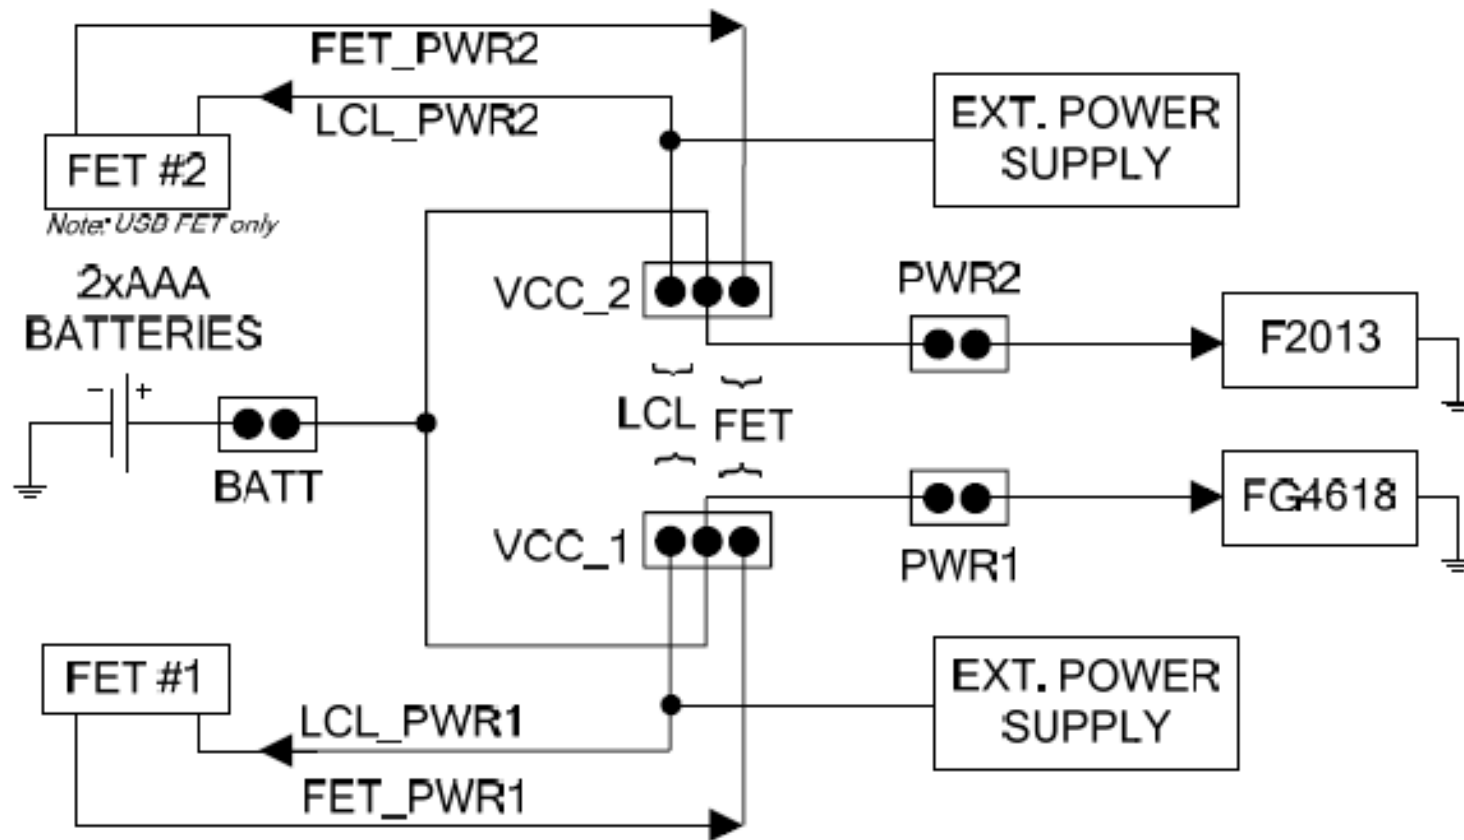 FET_PWR2
LCL_PWR2
EXT. POWER
SUPPLY
FET #2
Note: USB FET only
2xAAA
BATTERIES
- +
BATT
VCC_2
PWR2
F2013
LCL
FET
FG4618
VCC_1
PWR1
FET #1
LCL_PWR1
FET_PWR1
EXT. POWER
SUPPLY